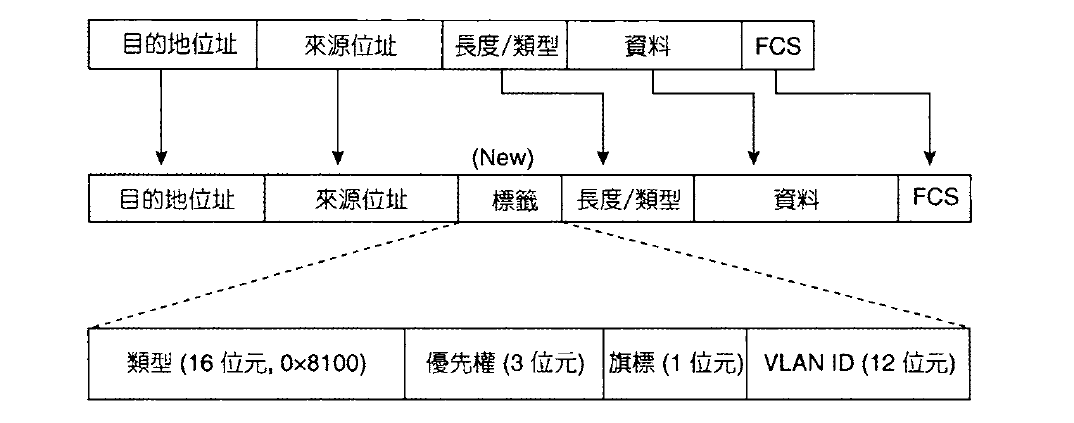 目的地位址 來源位址 長度/類型 資料 FCS
(New)
目的地位址 來源位址 標籤 長度/類型 資料 FCS
類型 (16 位元, 0×8100) 優先權 (3 位元) 旗標 (1 位元) VLAN ID (12 位元)